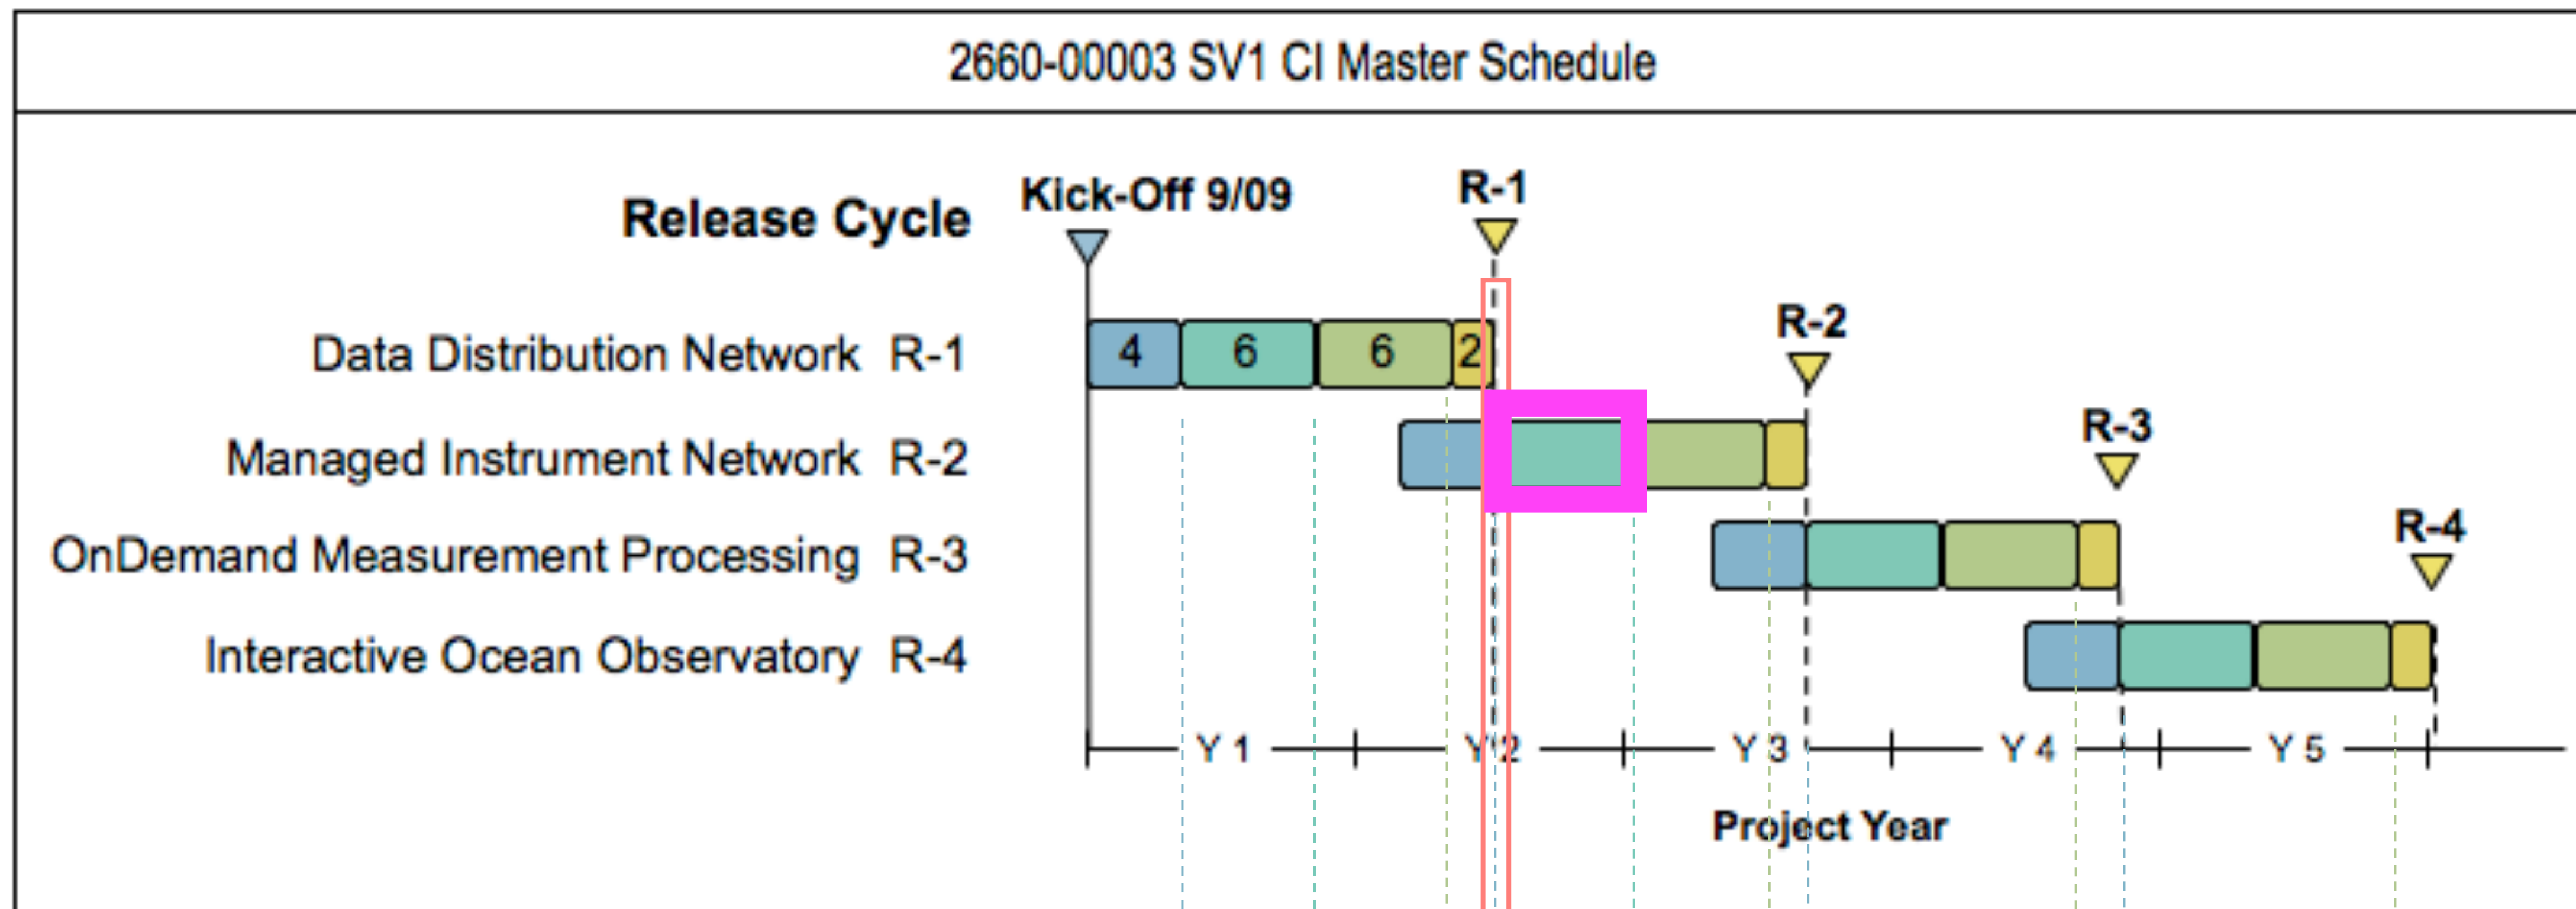 2660-00003 SV1 CI Master Schedule
Release Cycle
Kick-Off 9/09
R-1
Data Distribution Network R-1
4 6 6 2
R-2
Managed Instrument Network R-2
R-3
OnDemand Measurement Processing R-3
R-4
Interactive Ocean Observatory R-4
Y 1 Y 2 Y 3 Y 4 Y 5
Project Year